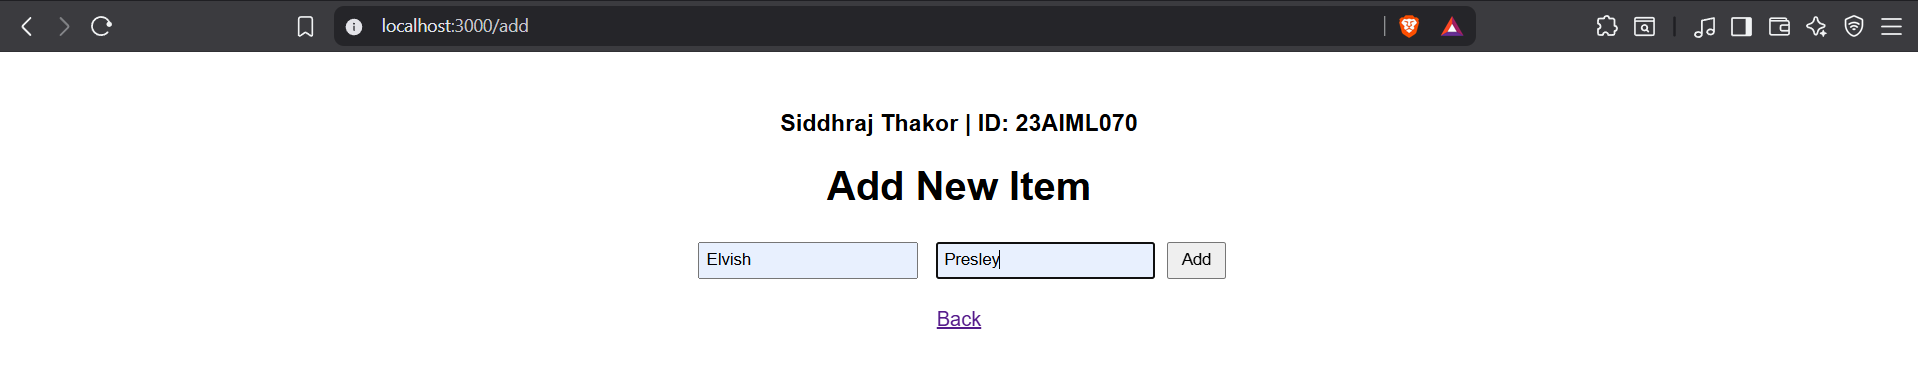 localhost:3000/add
Siddhraj Thakor | ID: 23AIML070
Add New Item
Elvish Presley Add
Back